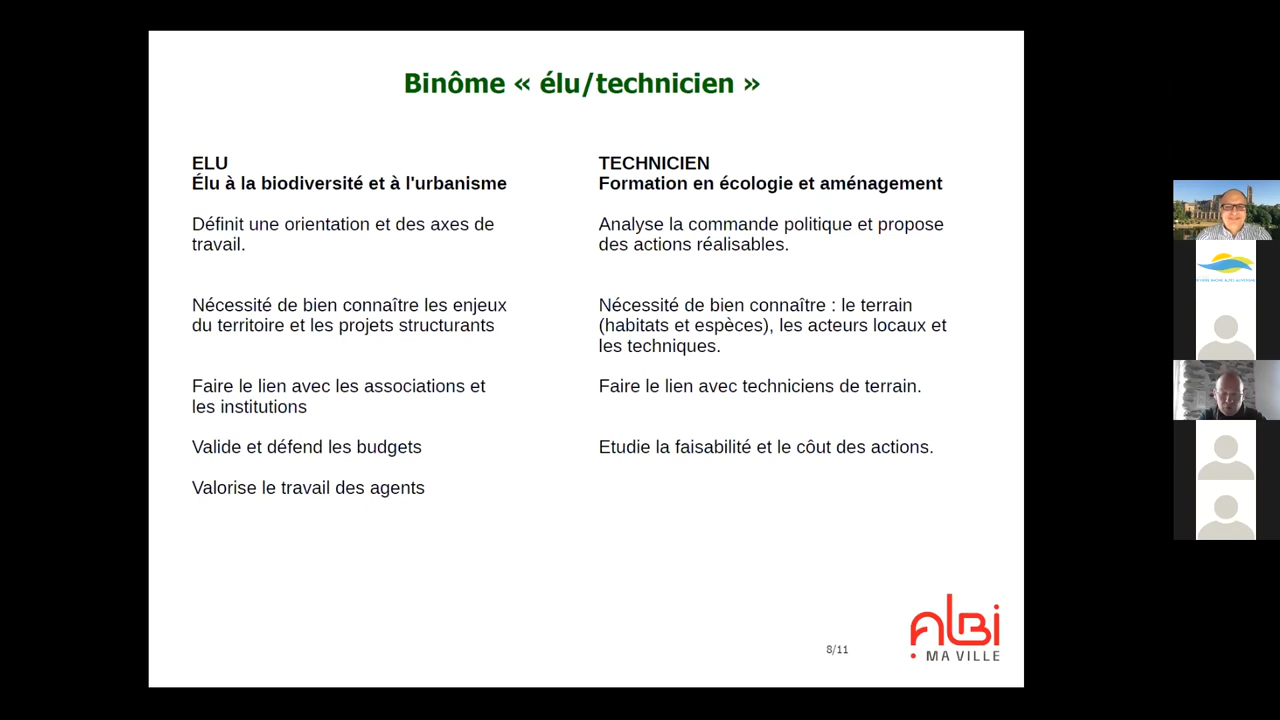 Binôme « élu/technicien »
ELU
Élu à la biodiversité et à l'urbanisme
Définit une orientation et des axes de
travail.
Nécessité de bien connaître les enjeux
du territoire et les projets structurants
Faire le lien avec les associations et
les institutions
Valide et défend les budgets
Valorise le travail des agents
TECHNICIEN
Formation en écologie et aménagement
Analyse la commande politique et propose
des actions réalisables.
Nécessité de bien connaître : le terrain
(habitats et espèces), les acteurs locaux et
les techniques.
Faire le lien avec techniciens de terrain.
Etudie la faisabilité et le côut des actions.
8/11
ALBI
MA VILLE